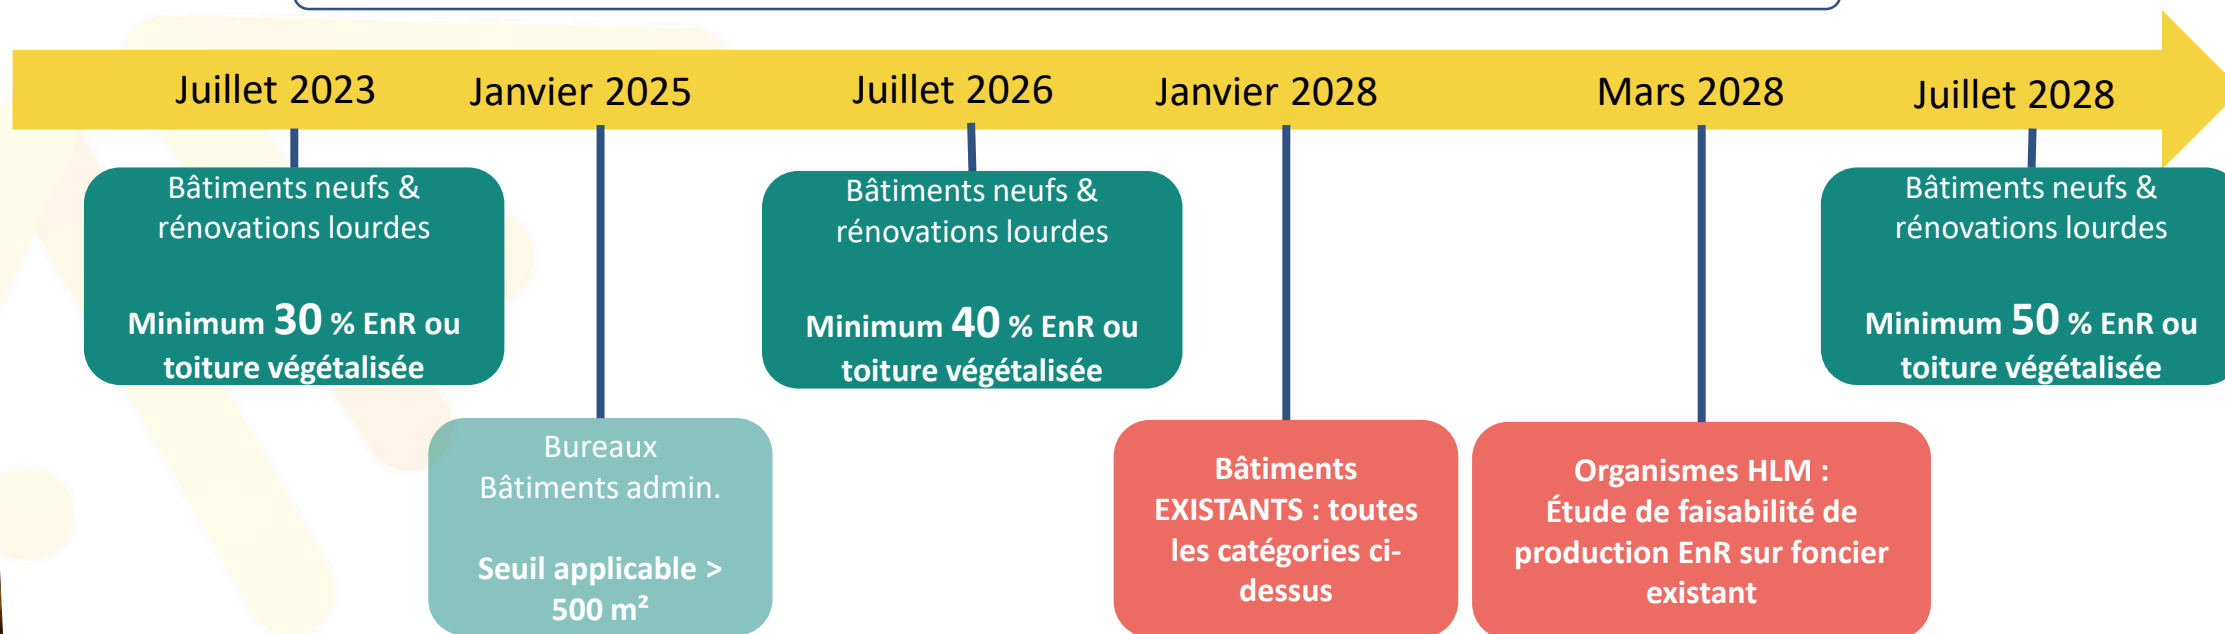 Juillet 2023
Janvier 2025
Juillet 2026
Janvier 2028
Mars 2028
Juillet 2028
Bâtiments neufs &
rénovations lourdes
Minimum 30 % EnR ou
toiture végétalisée
Bureaux
Bâtiments admin.
Seuil applicable >
500 m²
Bâtiments neufs &
rénovations lourdes
Minimum 40 % EnR ou
toiture végétalisée
Bâtiments
EXISTANTS : toutes
les catégories ci-
dessus
Organismes HLM :
Étude de faisabilité de
production EnR sur foncier
existant
Bâtiments neufs &
rénovations lourdes
Minimum 50 % EnR ou
toiture végétalisée